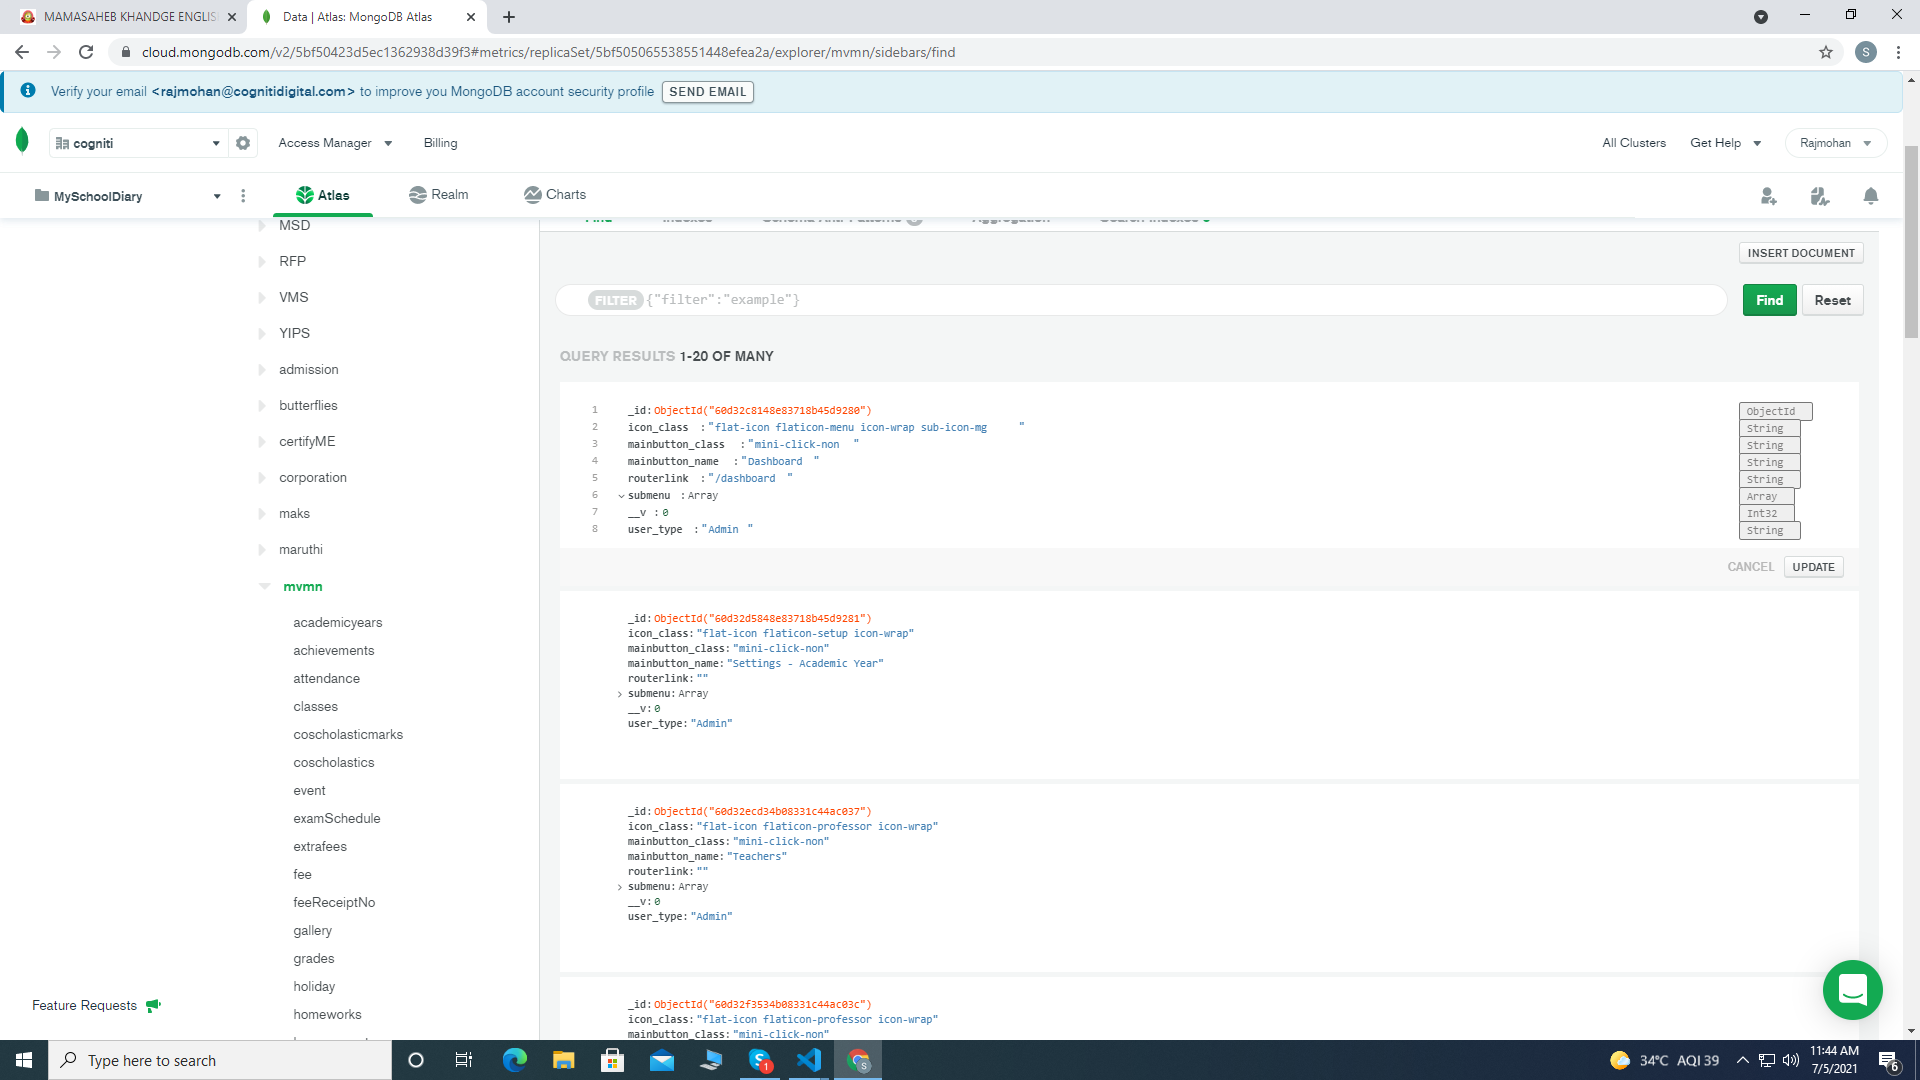 MAMASAHEB KHANDGE ENGLIS
Data | Atlas: MongoDB Atlas
cloud.mongodb.com/v2/5bf50423d5ec1362938d39f3#metrics/replicaSet/5bf505065538551448efea2a/explorer/mvmn/sidebars/find
S
Verify your email <rajmohan@cognitidigital.com> to improve you MongoDB account security profile SEND EMAIL
cogniti Access Manager Billing All Clusters Get Help Rajmohan
MySchoolDiary Atlas Realm Charts
Find Indexes Schema Anti-Patterns Aggregation Search Indexes
INSERT DOCUMENT
FILTER {"filter":"example"} Find Reset
QUERY RESULTS 1-20 OF MANY
MSD
RFP
VMS
YIPS
admission
butterflies
certifyME
corporation
maks
maruthi
mvmn
academicyears
achievements
attendance
classes
coscholasticmarks
coscholastics
event
examSchedule
extrafees
fee
feeReceiptNo
gallery
grades
holiday
homeworks
Feature Requests
1 _id: ObjectId("60d32c8148e83718b45d9280") ObjectId
2 icon_class : "flat-icon flaticon-menu icon-wrap sub-icon-mg " String
3 mainbutton_class : "mini-click-non " String
4 mainbutton_name : "Dashboard " String
5 routerlink : "/dashboard " String
6 submenu : Array Array
7 __v : 0 Int32
8 user_type : "Admin " String
CANCEL UPDATE
_id: ObjectId("60d32d5848e83718b45d9281")
icon_class: "flat-icon flaticon-setup icon-wrap"
mainbutton_class: "mini-click-non"
mainbutton_name: "Settings - Academic Year"
routerlink: ""
submenu: Array
__v: 0
user_type: "Admin"
_id: ObjectId("60d32ecd34b08331c44ac037")
icon_class: "flat-icon flaticon-professor icon-wrap"
mainbutton_class: "mini-click-non"
mainbutton_name: "Teachers"
routerlink: ""
submenu: Array
__v: 0
user_type: "Admin"
_id: ObjectId("60d32f3534b08331c44ac03c")
icon_class: "flat-icon flaticon-professor icon-wrap"
mainbutton_class: "mini-click-non"
Type here to search
S
1
S
34°C AQI 39
11:44 AM
7/5/2021
6